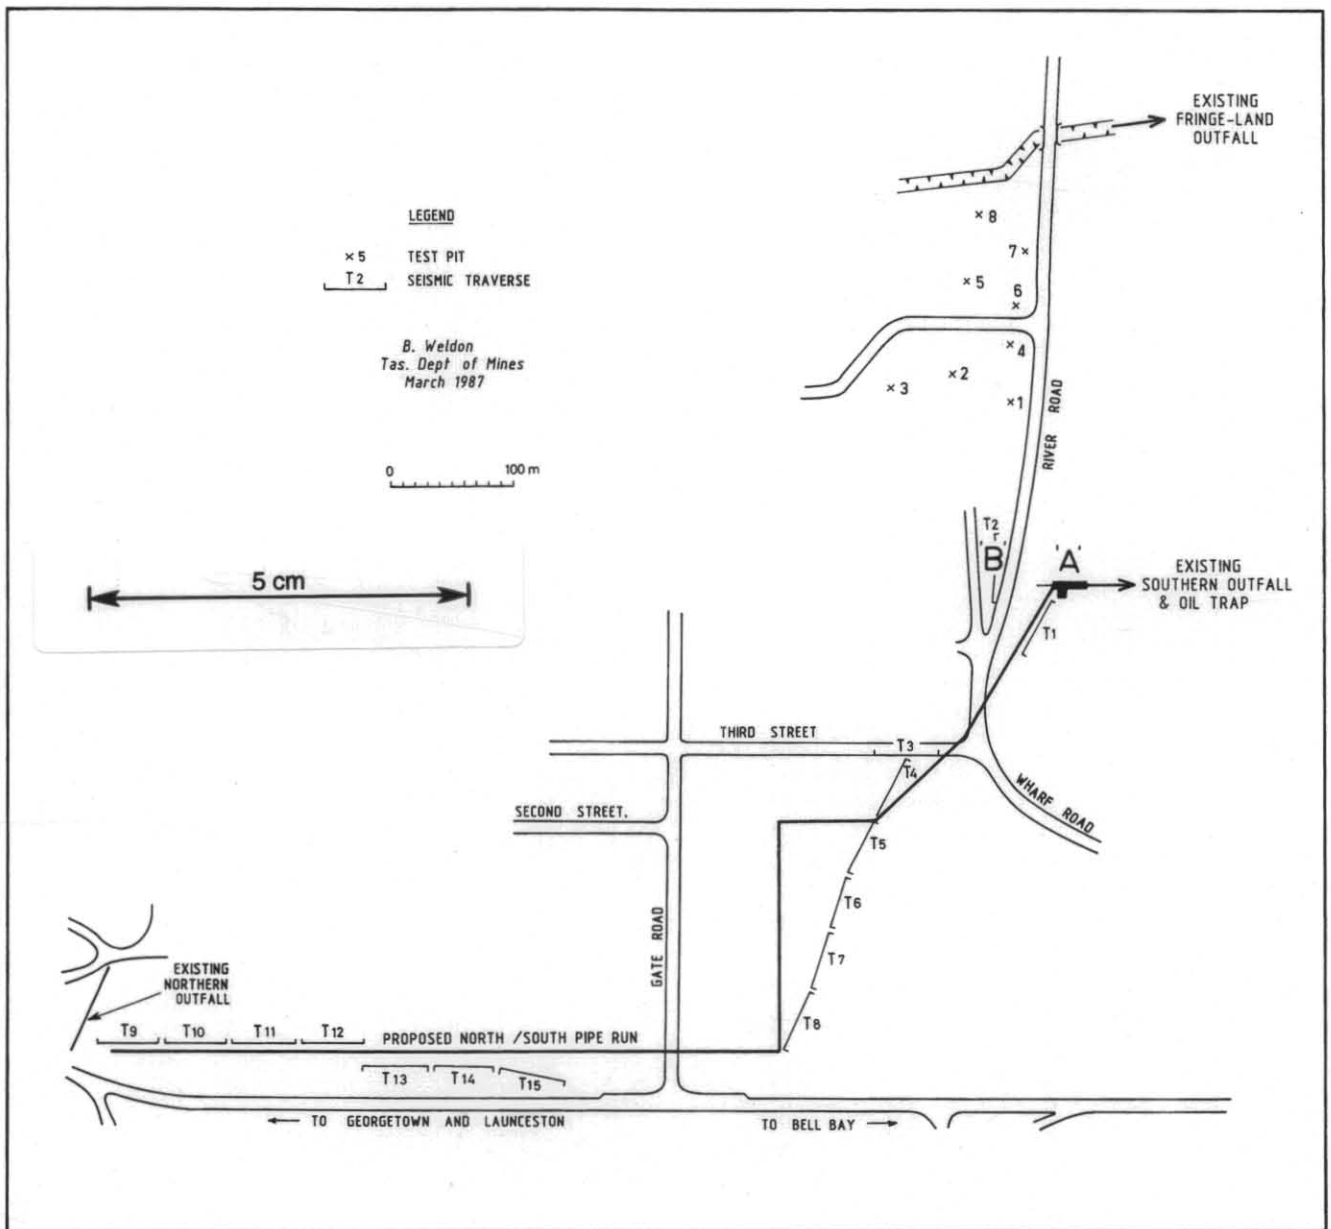 EXISTING
FRINGE-LAND
OUTFALL
LEGEND
×5 TEST PIT
T2 SEISMIC TRAVERSE
×8
7×
×5
6
×
B. Weldon
Tas. Dept of Mines
March 1987
×4
×2
×3
×1
RIVER ROAD
0 100 m
T2
'B'
'A'
5 cm
EXISTING
SOUTHERN OUTFALL
& OIL TRAP
T1
THIRD STREET
T3
T4
WHARF ROAD
SECOND STREET.
T5
T6
GATE ROAD
T7
EXISTING
NORTHERN
OUTFALL
T8
T9 T10 T11 T12 PROPOSED NORTH /SOUTH PIPE RUN
T13 T14 T15
TO GEORGETOWN AND LAUNCESTON
TO BELL BAY